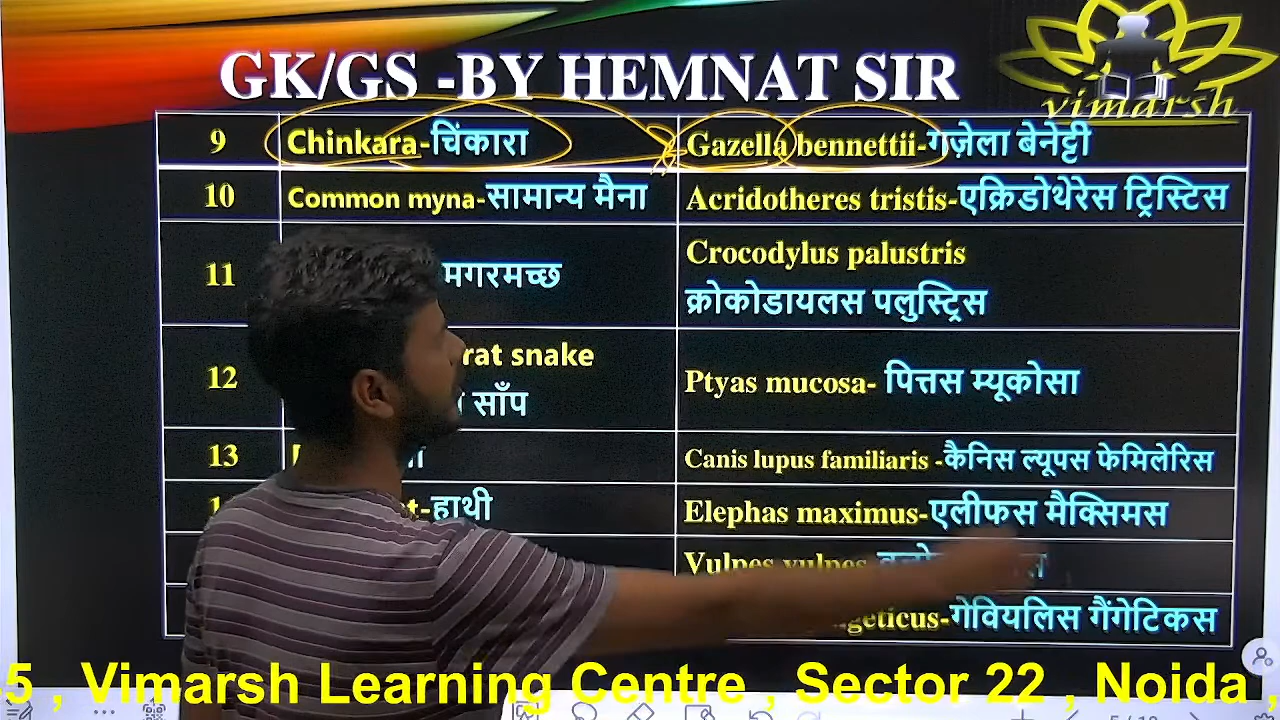 GK/GS -BY HEMNAT SIR
vimarsh
9 Chinkara-चिंकारा Gazella bennettii-गज़ेला बेनेट्टी
10 Common myna-सामान्य मैना Acridotheres tristis-एक्रिडोथेरेस ट्रिस्टिस
11 मगरमच्छ Crocodylus palustris
क्रोकोडायलस पलुस्ट्रिस
12 rat snake
साँप Ptyas mucosa- पित्तस म्यूकोसा
13 Canis lupus familiaris -कैनिस ल्यूपस फेमिलेरिस
हाथी Elephas maximus-एलीफस मैक्सिमस
Vulpes vulpes
गेवियलिस गैंगेटिकस
5 , Vimarsh Learning Centre , Sector 22 , Noida ,